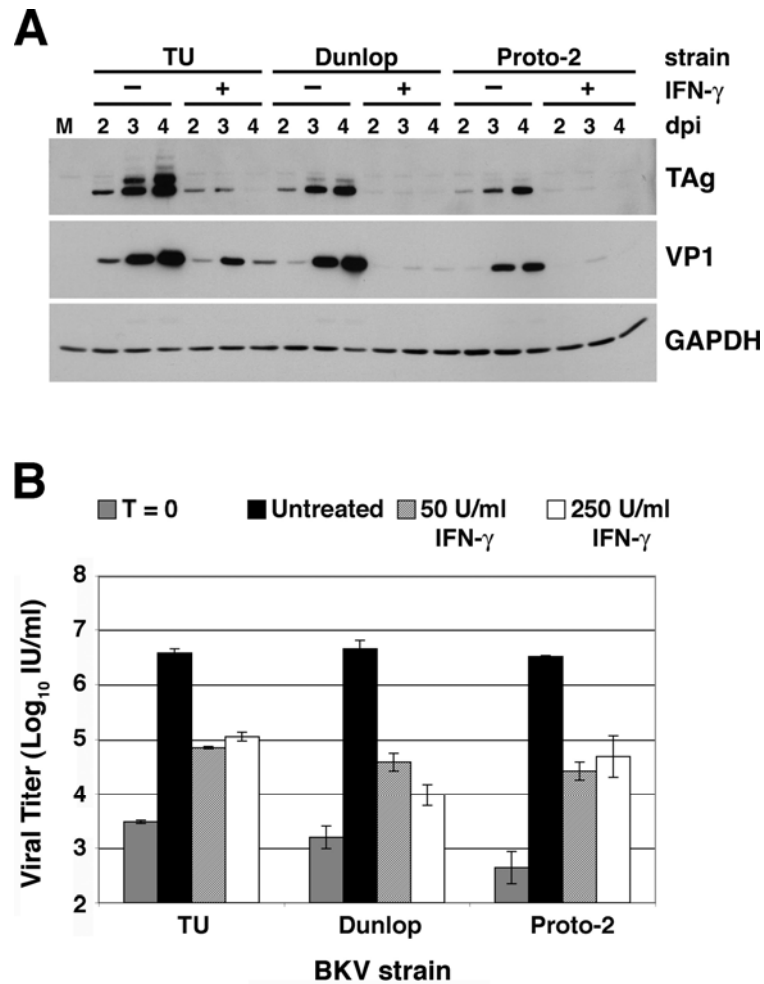 A
TU Dunlop Proto-2 strain
− + − + − + IFN-γ
M 2 3 4 2 3 4 2 3 4 2 3 4 2 3 4 2 3 4 dpi
TAg
VP1
GAPDH
B
T = 0 Untreated 50 U/ml IFN-γ 250 U/ml IFN-γ
Viral Titer (Log10 IU/ml)
8
7
6
5
4
3
2
TU Dunlop Proto-2
BKV strain